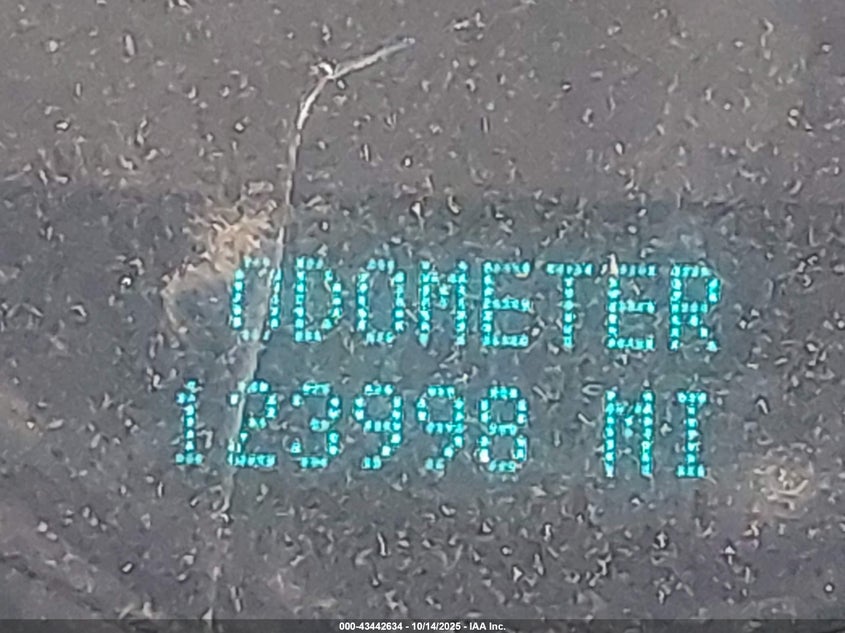 ODOMETER
123998 MI
000-43442634 - 10/14/2025 - IAA Inc.